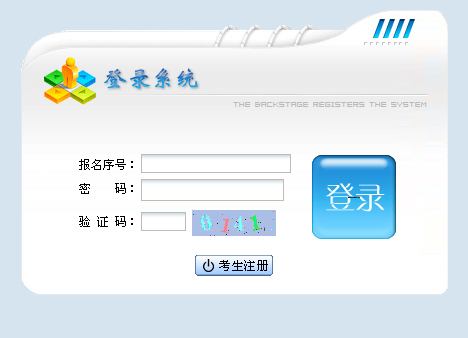 登录系统
THE BACKSTAGE REGISTERS THE SYSTEM
报名序号：
密 码：
登录
验 证 码：
0141
考生注册